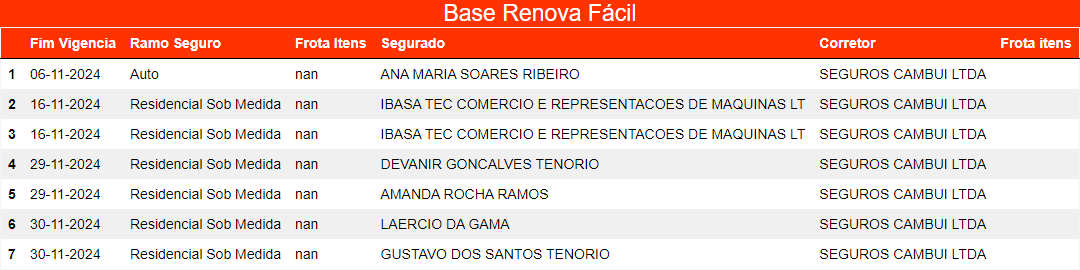 Base Renova Fácil
Fim Vigencia Ramo Seguro Frota Itens Segurado Corretor Frota itens
1 06-11-2024 Auto nan ANA MARIA SOARES RIBEIRO SEGUROS CAMBUI LTDA
2 16-11-2024 Residencial Sob Medida nan IBASA TEC COMERCIO E REPRESENTACOES DE MAQUINAS LT SEGUROS CAMBUI LTDA
3 16-11-2024 Residencial Sob Medida nan IBASA TEC COMERCIO E REPRESENTACOES DE MAQUINAS LT SEGUROS CAMBUI LTDA
4 29-11-2024 Residencial Sob Medida nan DEVANIR GONCALVES TENORIO SEGUROS CAMBUI LTDA
5 29-11-2024 Residencial Sob Medida nan AMANDA ROCHA RAMOS SEGUROS CAMBUI LTDA
6 30-11-2024 Residencial Sob Medida nan LAERCIO DA GAMA SEGUROS CAMBUI LTDA
7 30-11-2024 Residencial Sob Medida nan GUSTAVO DOS SANTOS TENORIO SEGUROS CAMBUI LTDA